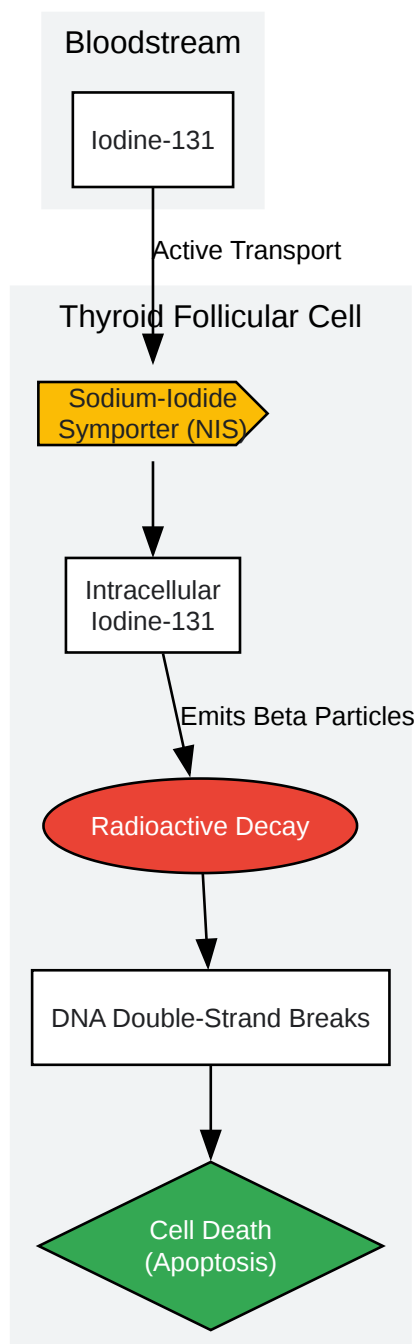 Bloodstream
Iodine-131
Active Transport
Thyroid Follicular Cell
Sodium-Iodide
Symporter (NIS)
Intracellular
Iodine-131
Emits Beta Particles
Radioactive Decay
DNA Double-Strand Breaks
Cell Death
(Apoptosis)